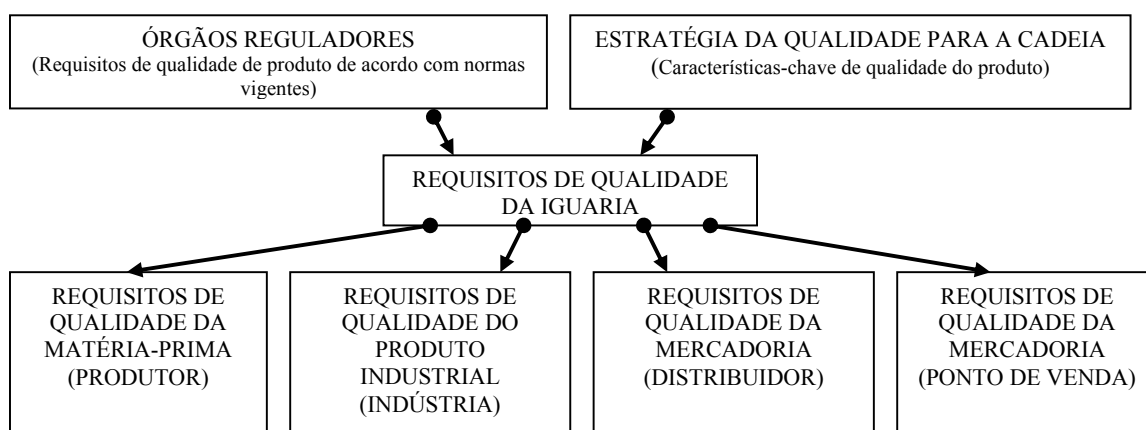 ÓRGÃOS REGULADORES
(Requisitos de qualidade de produto de acordo com normas
vigentes)
ESTRATÉGIA DA QUALIDADE PARA A CADEIA
(Características-chave de qualidade do produto)
REQUISITOS DE QUALIDADE
DA IGUARIA
REQUISITOS DE
QUALIDADE DA
MATÉRIA-PRIMA
(PRODUTOR)
REQUISITOS DE
QUALIDADE DO
PRODUTO
INDUSTRIAL
(INDÚSTRIA)
REQUISITOS DE
QUALIDADE DA
MERCADORIA
(DISTRIBUIDOR)
REQUISITOS DE
QUALIDADE DA
MERCADORIA
(PONTO DE VENDA)